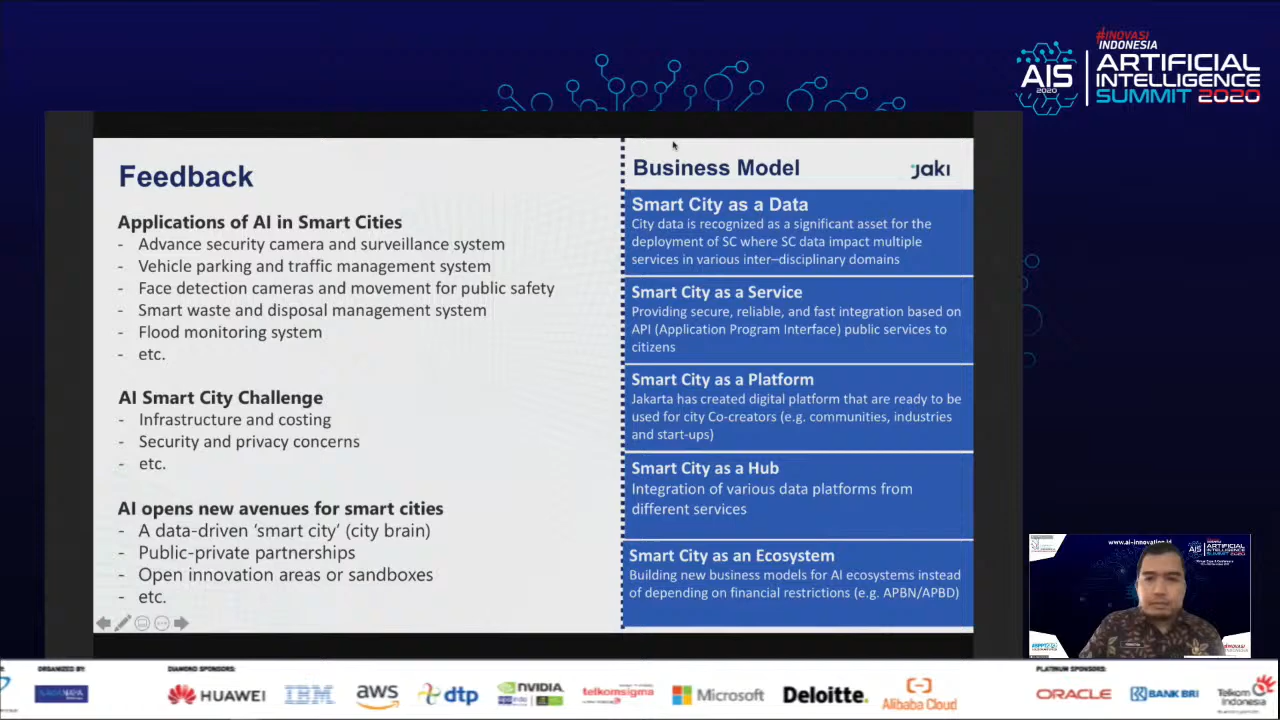 #INOVASI
INDONESIA
AIS
2020
ARTIFICIAL
INTELLIGENCE
SUMMIT 2020
Feedback
Applications of AI in Smart Cities
- Advance security camera and surveillance system
- Vehicle parking and traffic management system
- Face detection cameras and movement for public safety
- Smart waste and disposal management system
- Flood monitoring system
- etc.
AI Smart City Challenge
- Infrastructure and costing
- Security and privacy concerns
- etc.
AI opens new avenues for smart cities
- A data-driven ‘smart city’ (city brain)
- Public-private partnerships
- Open innovation areas or sandboxes
- etc.
Business Model
jaki
Smart City as a Data
City data is recognized as a significant asset for the
deployment of SC where SC data impact multiple
services in various inter–disciplinary domains
Smart City as a Service
Providing secure, reliable, and fast integration based on
API (Application Program Interface) public services to
citizens
Smart City as a Platform
Jakarta has created digital platform that are ready to be
used for city Co-creators (e.g. communities, industries
and start-ups)
Smart City as a Hub
Integration of various data platforms from
different services
Smart City as an Ecosystem
Building new business models for AI ecosystems instead
of depending on financial restrictions (e.g. APBN/APBD)
www.ai-innovation.id
AIS
ARTIFICIAL
INTELLIGENCE
SUMMIT 2020
ORGANIZED BY:
DIAMOND SPONSORS:
HUAWEI
IBM
aws
dtp
NVIDIA
telkomsigma
Microsoft
Deloitte.
Alibaba Cloud
PLATINUM SPONSORS:
ORACLE
BANK BRI
Telkom
Indonesia